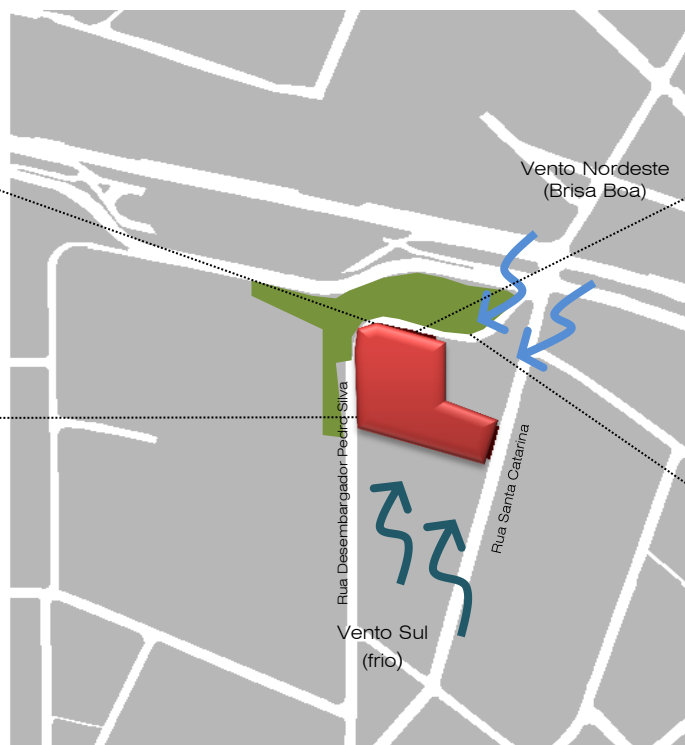 Vento Nordeste
(Brisa Boa)
Rua Desembargador Pedro Silva
Rua Santa Catarina
Vento Sul
(frio)